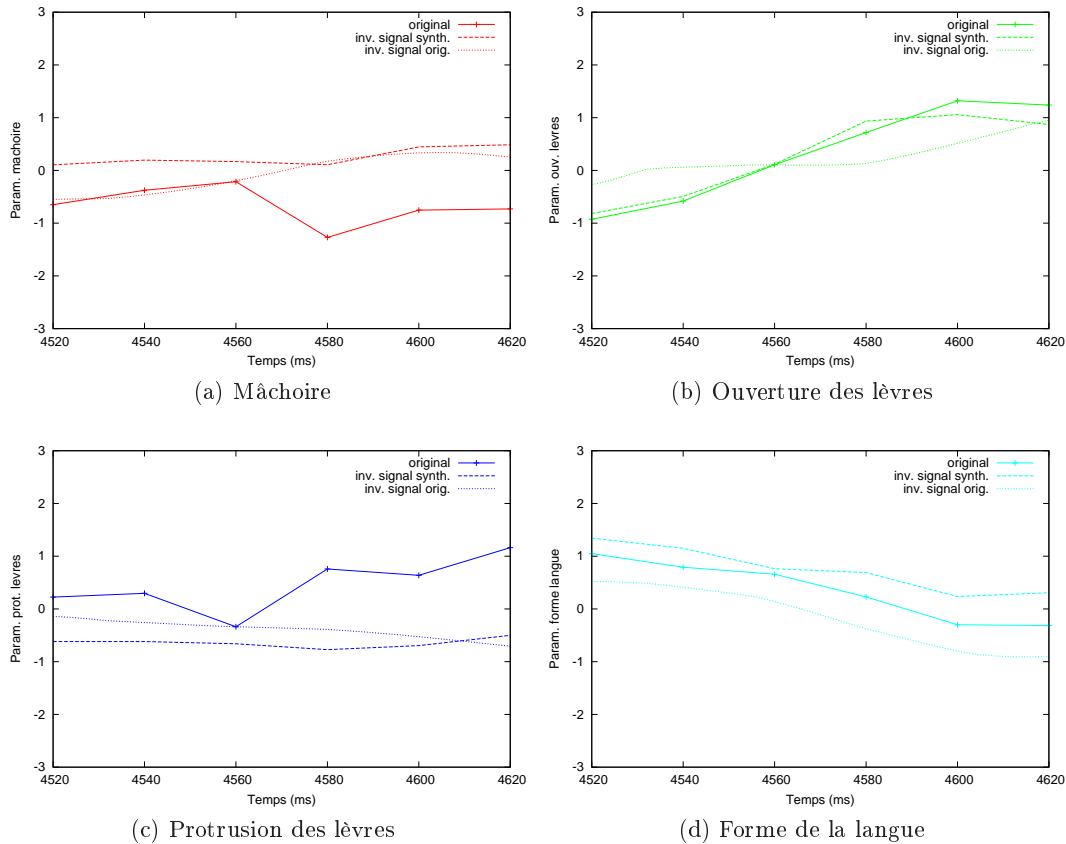 original
inv. signal synth.
inv. signal orig.
3
2
1
0
-1
-2
-3
Param. machoire
4520 4540 4560 4580 4600 4620
Temps (ms)
(a) Mâchoire
original
inv. signal synth.
inv. signal orig.
3
2
1
0
-1
-2
-3
Param. ouv. levres
4520 4540 4560 4580 4600 4620
Temps (ms)
(b) Ouverture des lèvres
original
inv. signal synth.
inv. signal orig.
3
2
1
0
-1
-2
-3
Param. prot. levres
4520 4540 4560 4580 4600 4620
Temps (ms)
(c) Protrusion des lèvres
original
inv. signal synth.
inv. signal orig.
3
2
1
0
-1
-2
-3
Param. forme langue
4520 4540 4560 4580 4600 4620
Temps (ms)
(d) Forme de la langue